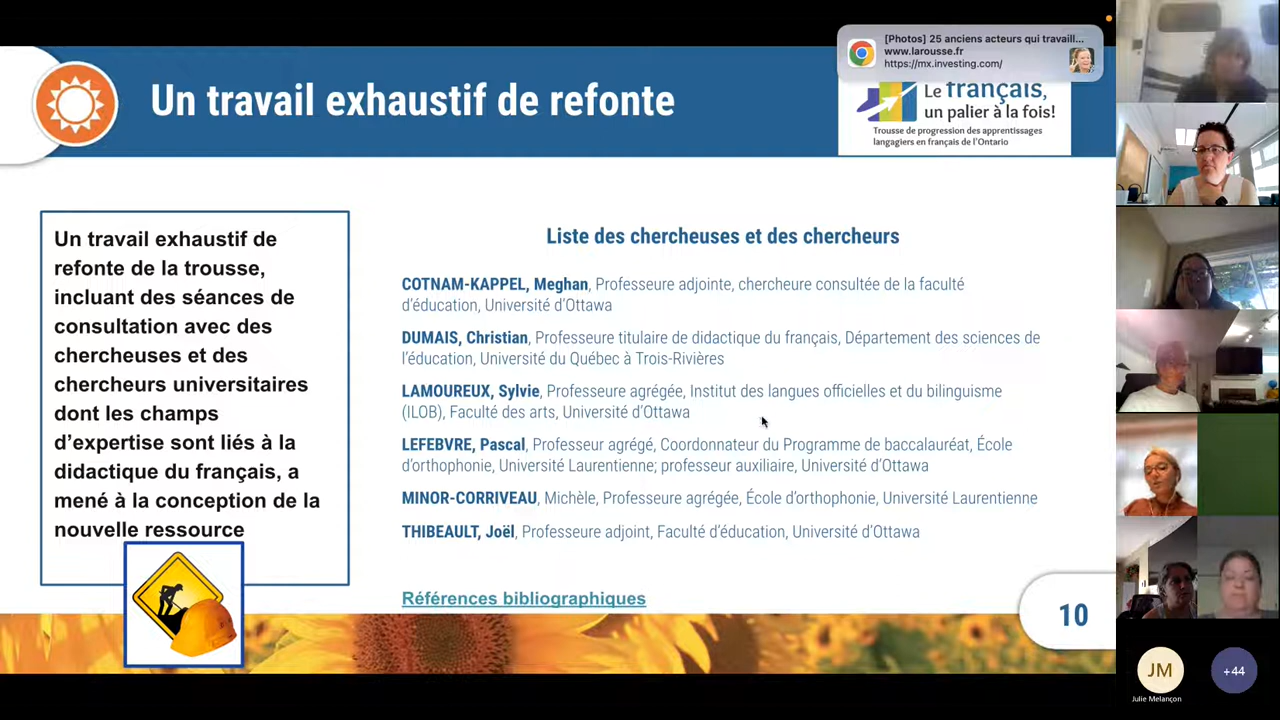 [Photos] 25 anciens acteurs qui travaill...
www.larousse.fr
https://mx.investing.com/
Un travail exhaustif de refonte
Le français,
un palier à la fois!
Trousse de progression des apprentissages
langagiers en français de l'Ontario
Un travail exhaustif de
refonte de la trousse,
incluant des séances de
consultation avec des
chercheuses et des
chercheurs universitaires
dont les champs
d'expertise sont liés à la
didactique du français, a
mené à la conception de la
nouvelle ressource
Liste des chercheuses et des chercheurs
COTNAM-KAPPEL, Meghan, Professeure adjointe, chercheure consultée de la faculté
d'éducation, Université d'Ottawa
DUMAIS, Christian, Professeure titulaire de didactique du français, Département des sciences de
l'éducation, Université du Québec à Trois-Rivières
LAMOUREUX, Sylvie, Professeure agrégée, Institut des langues officielles et du bilinguisme
(ILOB), Faculté des arts, Université d'Ottawa
LEFEBVRE, Pascal, Professeur agrégé, Coordonnateur du Programme de baccalauréat, École
d'orthophonie, Université Laurentienne; professeur auxiliaire, Université d'Ottawa
MINOR-CORRIVEAU, Michèle, Professeure agrégée, École d'orthophonie, Université Laurentienne
THIBEAULT, Joël, Professeure adjoint, Faculté d'éducation, Université d'Ottawa
Références bibliographiques
10
JM
Julie Melançon
+44